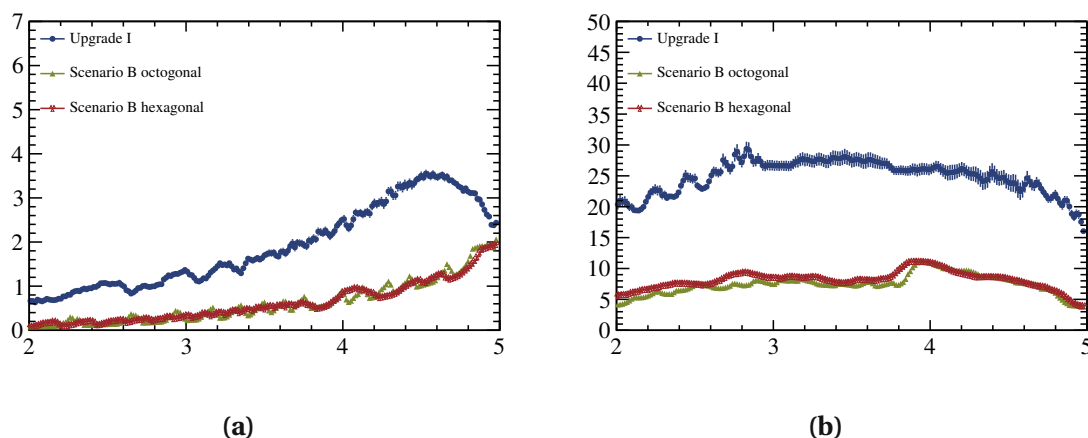 7
6
5
4
3
2
1
0
2 3 4 5
Upgrade I
Scenario B octogonal
Scenario B hexagonal
(a)
50
45
40
35
30
25
20
15
10
5
0
2 3 4 5
Upgrade I
Scenario B octogonal
Scenario B hexagonal
(b)